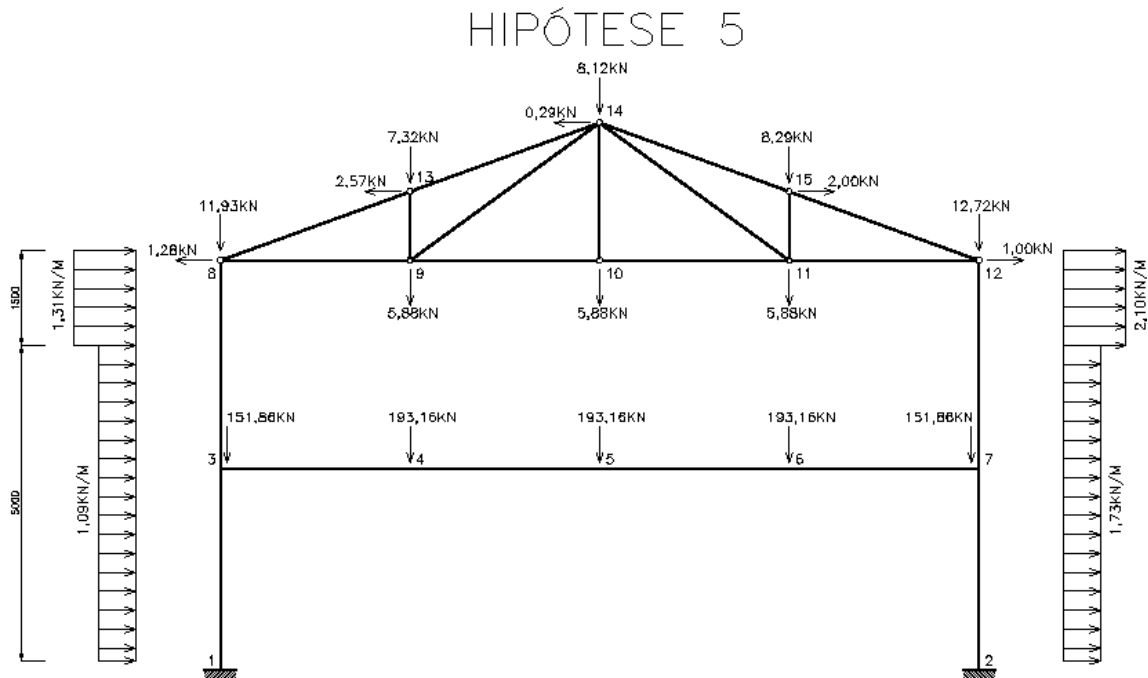 HIPÓTESE 5
8,12KN
0,29KN
14
7,32KN
8,29KN
2,57KN
13
15
2,00KN
11,93KN
12,72KN
1,28KN
1,00KN
8
9
10
11
12
1500
1,31KN/M
5,88KN
5,88KN
5,88KN
2,10KN/M
151,86KN
193,16KN
193,16KN
193,16KN
151,86KN
3
4
5
6
7
5000
1,09KN/M
1,73KN/M
1
2